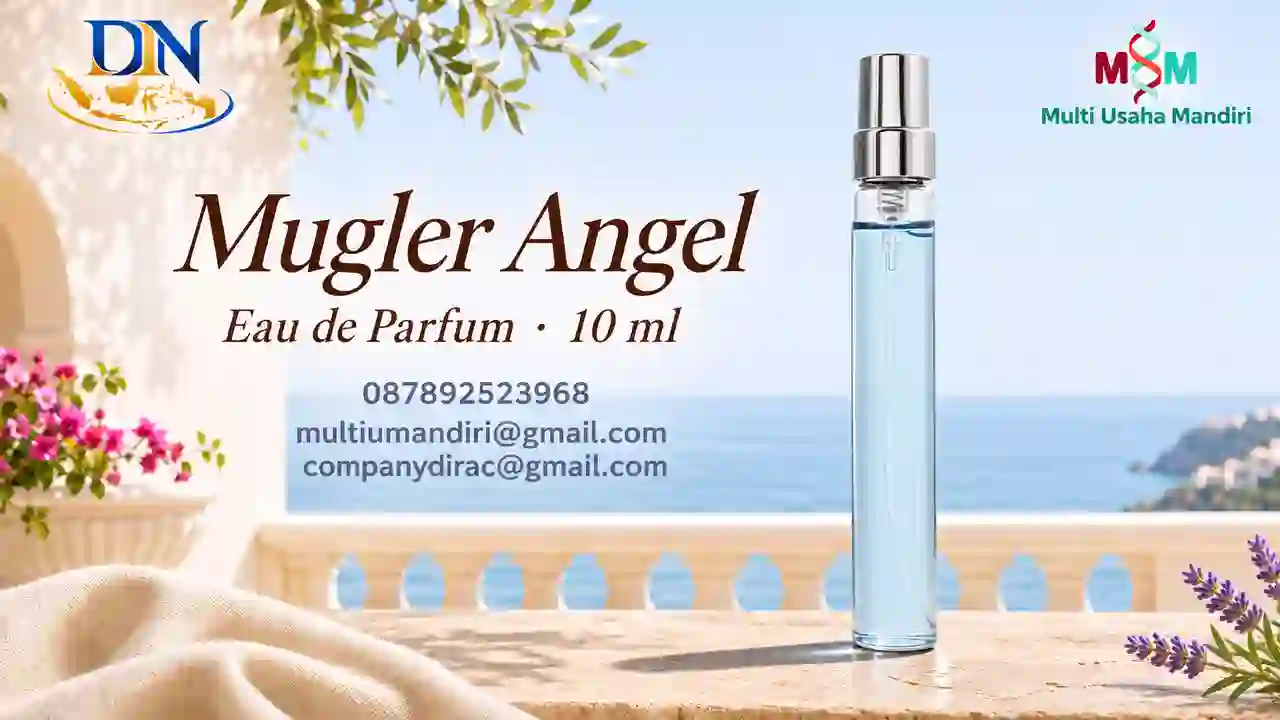 DN
MSM
Multi Usaha Mandiri
Mugler Angel
Eau de Parfum · 10 ml
087892523968
multiumandiri@gmail.com
companydirac@gmail.com